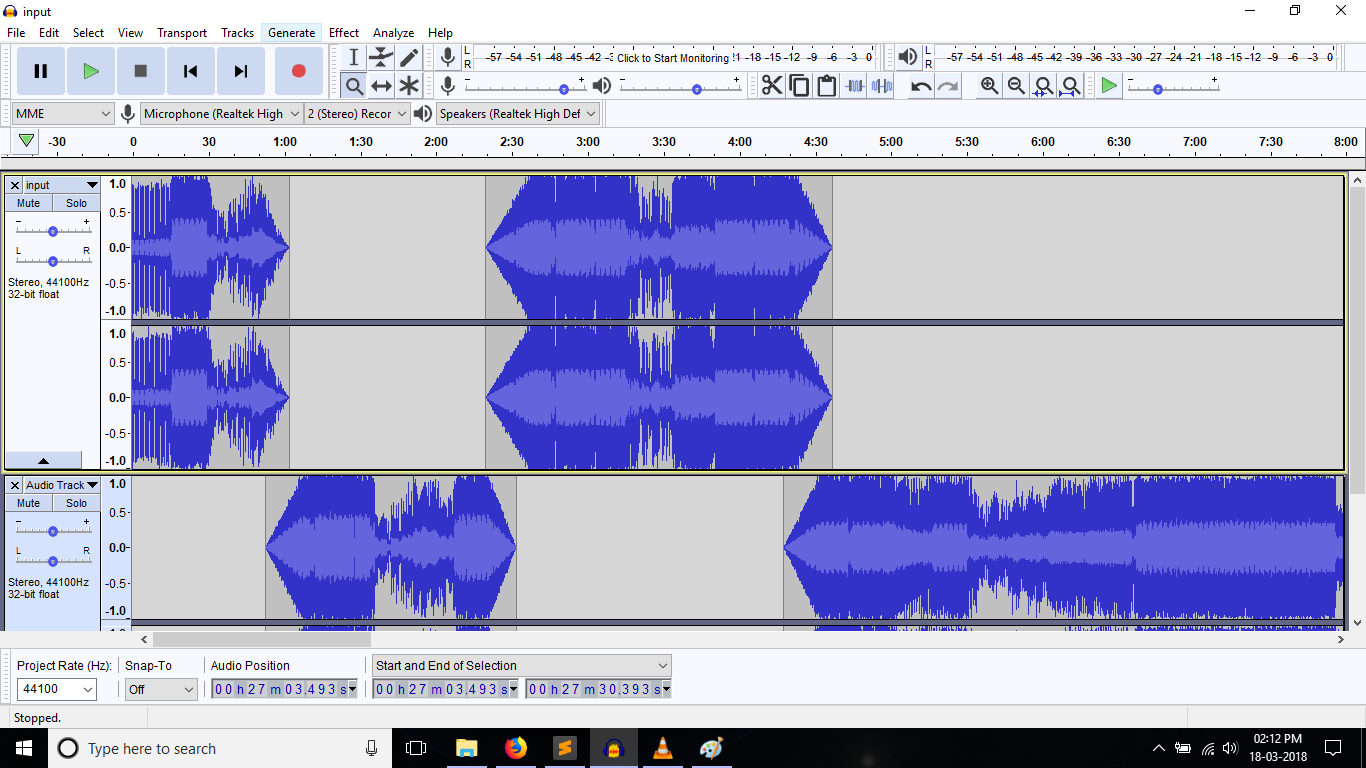 input
File Edit Select View Transport Tracks Generate Effect Analyze Help
L R -57 -54 -51 -48 -45 -42 Click to Start Monitoring -18 -15 -12 -9 -6 -3 0 L R -57 -54 -51 -48 -45 -42 -39 -36 -33 -30 -27 -24 -21 -18 -15 -12 -9 -6 -3 0
- + - + - +
MME Microphone (Realtek High 2 (Stereo) Recor Speakers (Realtek High Def
-30 0 30 1:00 1:30 2:00 2:30 3:00 3:30 4:00 4:30 5:00 5:30 6:00 6:30 7:00 7:30 8:00
input 1.0
Mute Solo
- + 0.5-
L R 0.0-
Stereo, 44100Hz -0.5-
32-bit float
-1.0
1.0
0.5-
0.0-
-0.5-
-1.0
Audio Track 1.0
Mute Solo
- + 0.5-
L R 0.0-
Stereo, 44100Hz -0.5-
32-bit float
-1.0
Project Rate (Hz): Snap-To Audio Position Start and End of Selection
44100 Off 00 h 27 m 03.493 s 00 h 27 m 03.493 s 00 h 27 m 30.393 s
Stopped.
Type here to search
02:12 PM
18-03-2018